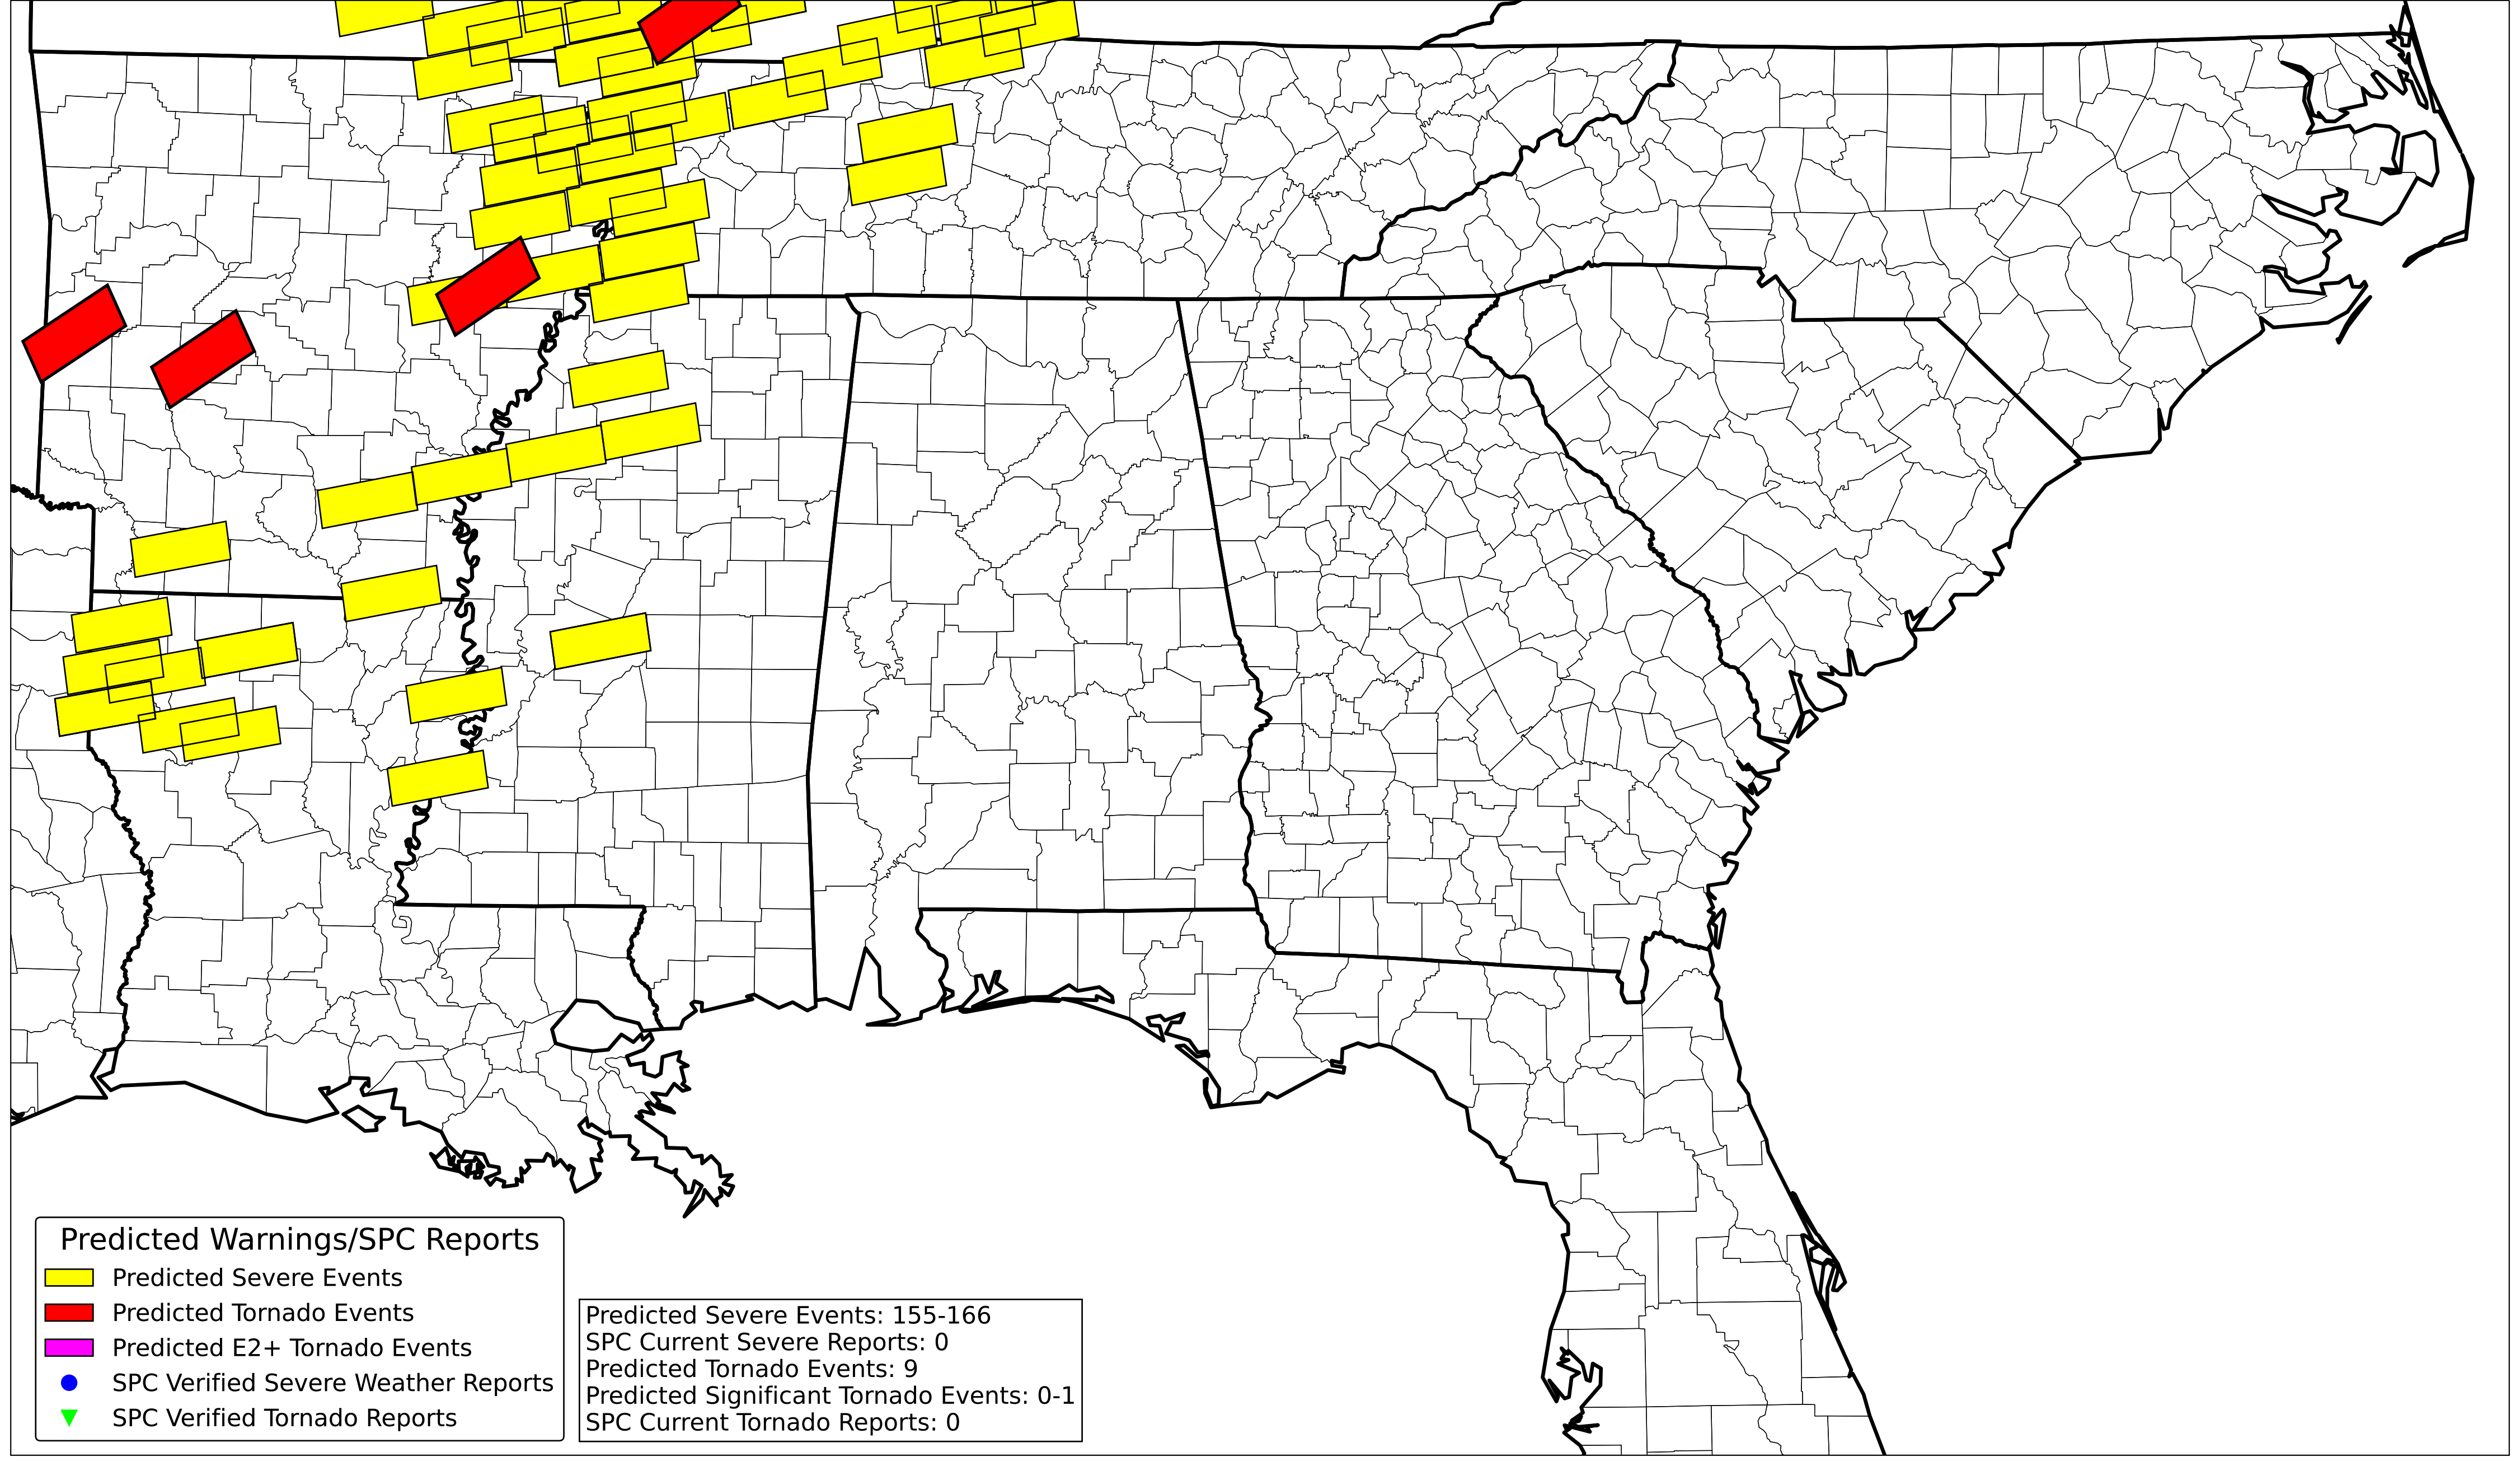 Predicted Warnings/SPC Reports
Predicted Severe Events
Predicted Tornado Events
Predicted E2+ Tornado Events
SPC Verified Severe Weather Reports
SPC Verified Tornado Reports
Predicted Severe Events: 155-166
SPC Current Severe Reports: 0
Predicted Tornado Events: 9
Predicted Significant Tornado Events: 0-1
SPC Current Tornado Reports: 0